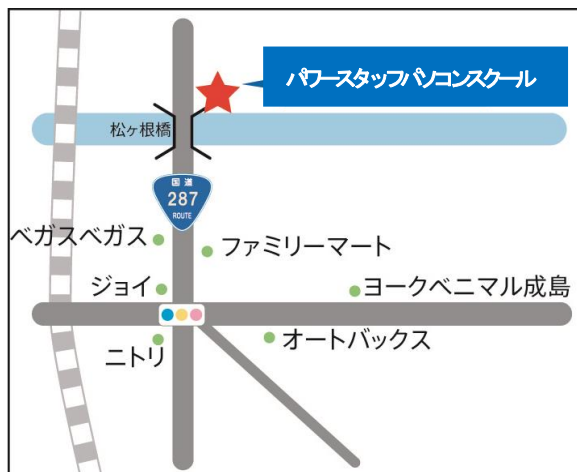 パワースタッフパソコンスクール
松ヶ根橋
国道
287
ROUTE
ベガスベガス
ファミリーマート
ジョイ
ヨークベニマル成島
ニトリ
オートバックス